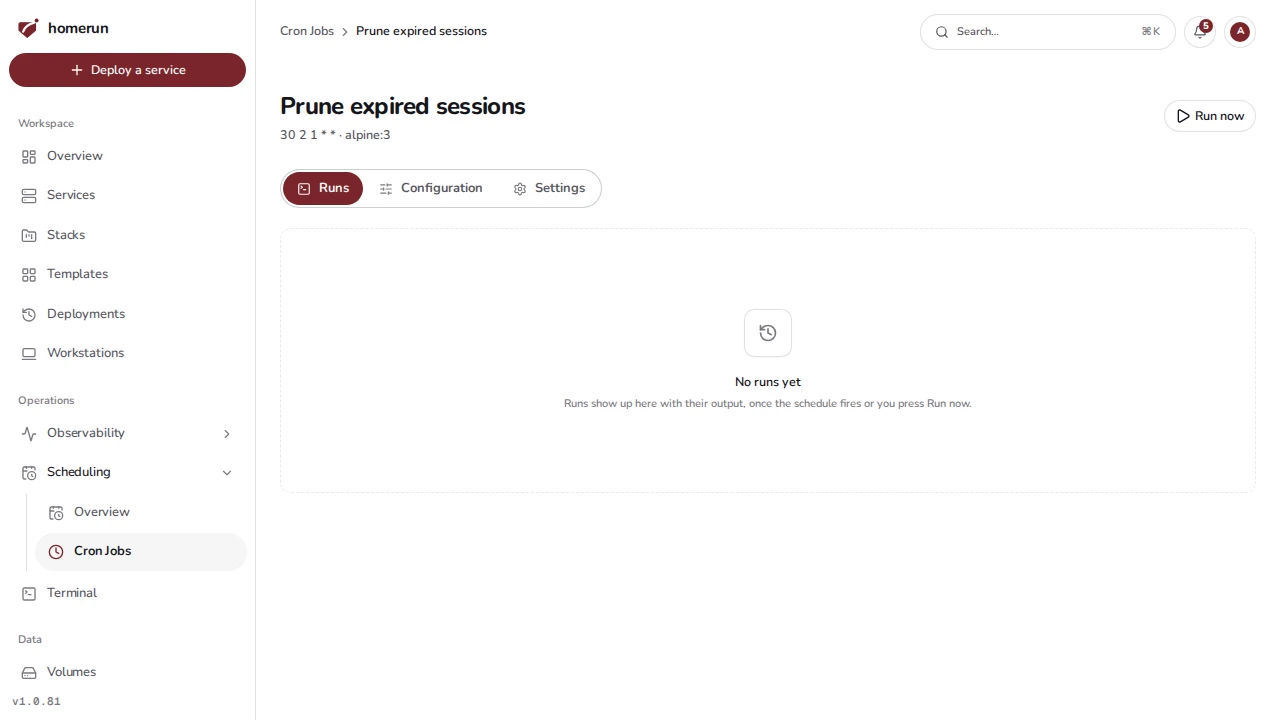 homerun
Deploy a service
Workspace
Overview
Services
Stacks
Templates
Deployments
Workstations
Operations
Observability
Scheduling
Overview
Cron Jobs
Terminal
Data
Volumes
v1.0.81
Cron Jobs > Prune expired sessions
Search...
⌘K
5
A
Prune expired sessions
30 2 1 * * · alpine:3
Run now
Runs
Configuration
Settings
No runs yet
Runs show up here with their output, once the schedule fires or you press Run now.